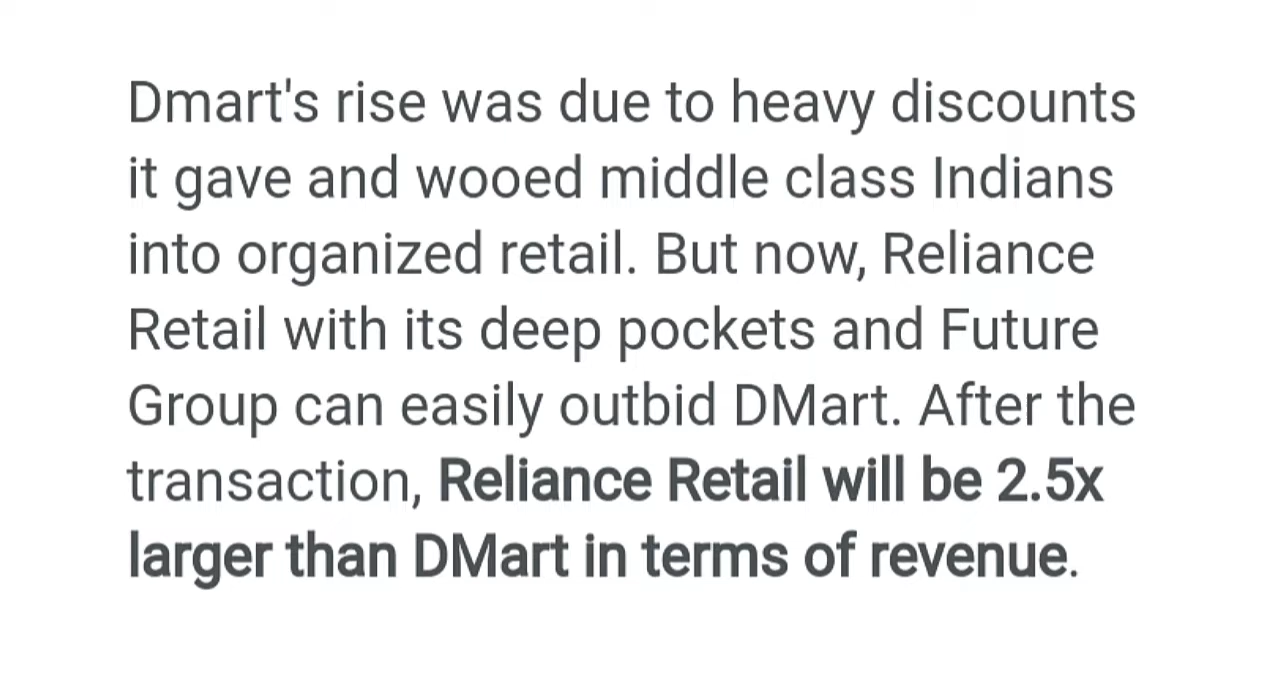 Dmart's rise was due to heavy discounts
it gave and wooed middle class Indians
into organized retail. But now, Reliance
Retail with its deep pockets and Future
Group can easily outbid DMart. After the
transaction, Reliance Retail will be 2.5x
larger than DMart in terms of revenue.